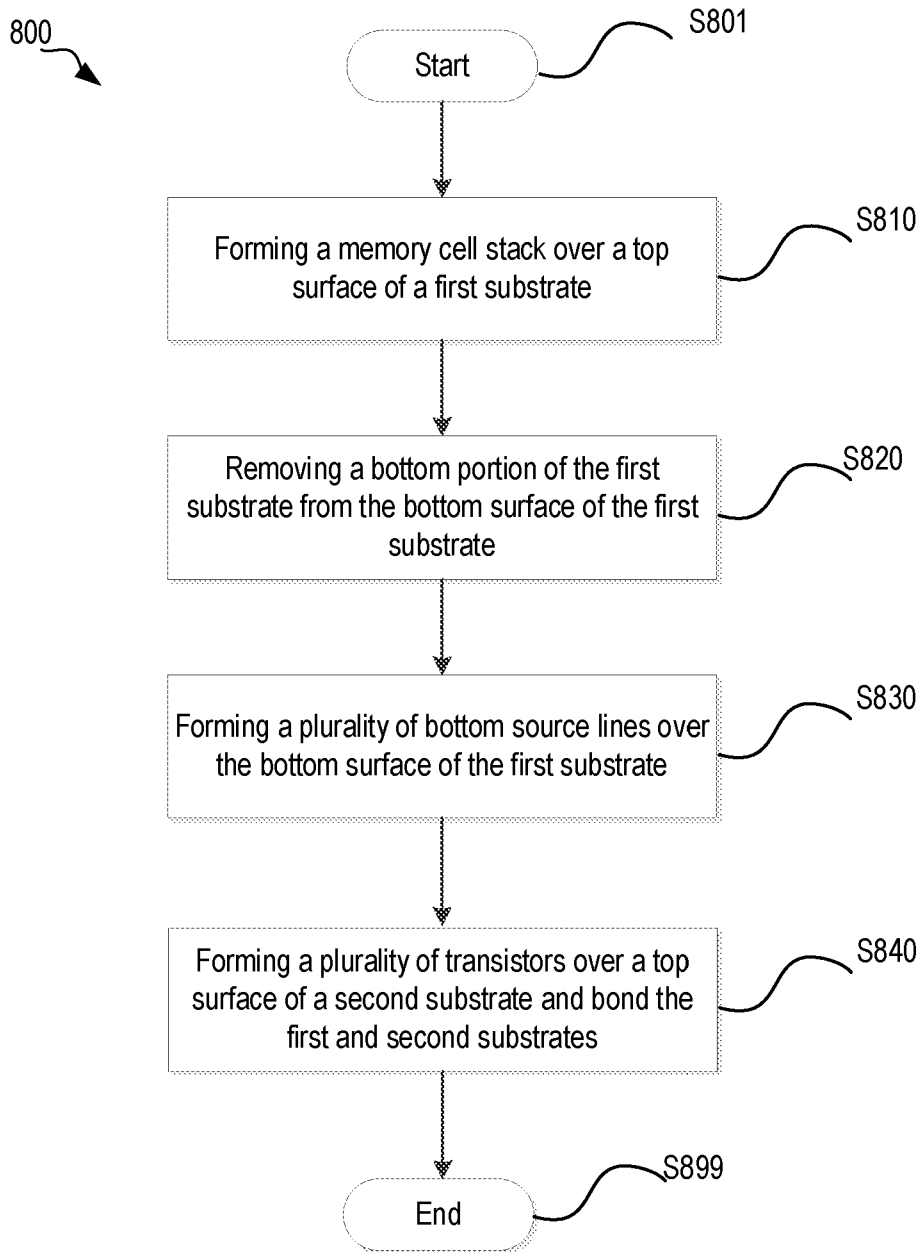 800
S801
Start
S810
Forming a memory cell stack over a top
surface of a first substrate
S820
Removing a bottom portion of the first
substrate from the bottom surface of the first
substrate
S830
Forming a plurality of bottom source lines over
the bottom surface of the first substrate
S840
Forming a plurality of transistors over a top
surface of a second substrate and bond the
first and second substrates
S899
End